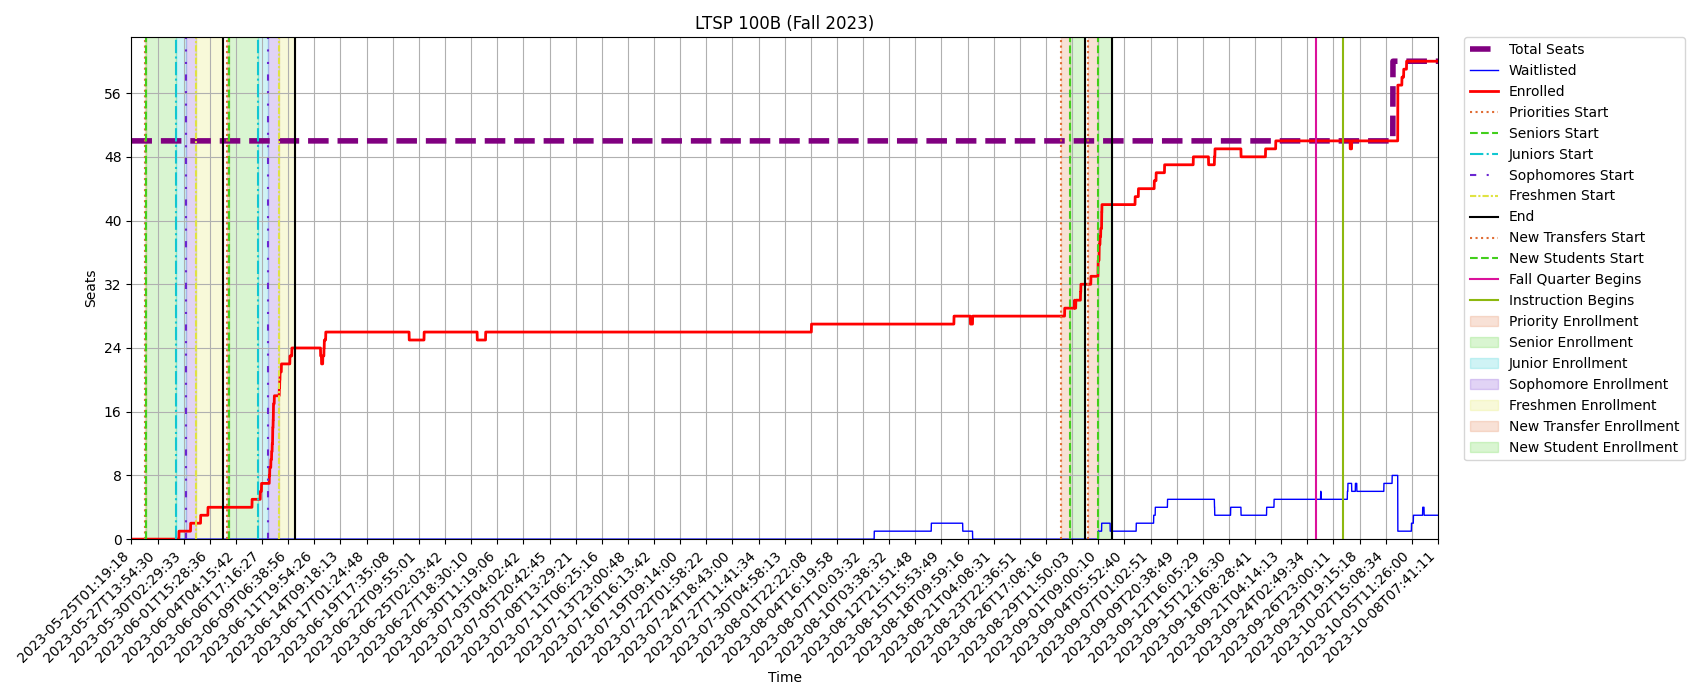 LTSP 100B (Fall 2023)
Seats
56
48
40
32
24
16
8
0
2023-05-25T01:19:18
2023-05-27T13:54:30
2023-05-30T02:29:33
2023-06-01T15:28:36
2023-06-04T04:15:42
2023-06-06T17:16:27
2023-06-09T06:38:56
2023-06-11T19:54:26
2023-06-14T09:18:13
2023-06-17T01:24:48
2023-06-19T17:35:08
2023-06-22T09:55:01
2023-06-25T02:03:42
2023-06-27T18:30:10
2023-06-30T11:19:06
2023-07-03T04:02:42
2023-07-05T20:42:45
2023-07-08T13:29:21
2023-07-11T06:25:16
2023-07-13T23:00:48
2023-07-16T16:13:42
2023-07-19T09:14:00
2023-07-22T01:58:22
2023-07-24T18:43:00
2023-07-27T11:41:34
2023-07-30T04:58:13
2023-08-01T22:22:08
2023-08-04T16:19:58
2023-08-07T10:03:32
2023-08-10T03:38:32
2023-08-12T21:51:48
2023-08-15T15:53:49
2023-08-18T09:59:16
2023-08-21T04:08:31
2023-08-23T22:36:51
2023-08-26T17:08:16
2023-08-29T11:50:03
2023-09-01T09:00:10
2023-09-04T05:52:40
2023-09-07T01:02:51
2023-09-09T20:38:49
2023-09-12T16:05:29
2023-09-15T12:16:30
2023-09-18T08:28:41
2023-09-21T04:14:13
2023-09-24T02:49:34
2023-09-26T23:00:11
2023-09-29T19:15:18
2023-10-02T15:08:34
2023-10-05T11:26:00
2023-10-08T07:41:11
Time
Total Seats
Waitlisted
Enrolled
Priorities Start
Seniors Start
Juniors Start
Sophomores Start
Freshmen Start
End
New Transfers Start
New Students Start
Fall Quarter Begins
Instruction Begins
Priority Enrollment
Senior Enrollment
Junior Enrollment
Sophomore Enrollment
Freshmen Enrollment
New Transfer Enrollment
New Student Enrollment